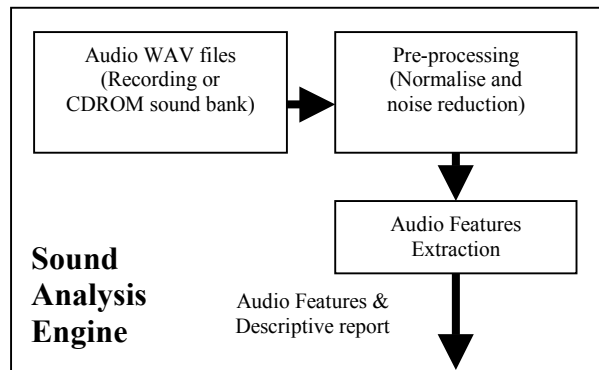 Audio WAV files
(Recording or
CDROM sound bank)
Pre-processing
(Normalise and
noise reduction)
Audio Features
Extraction
Sound
Analysis
Engine
Audio Features &
Descriptive report